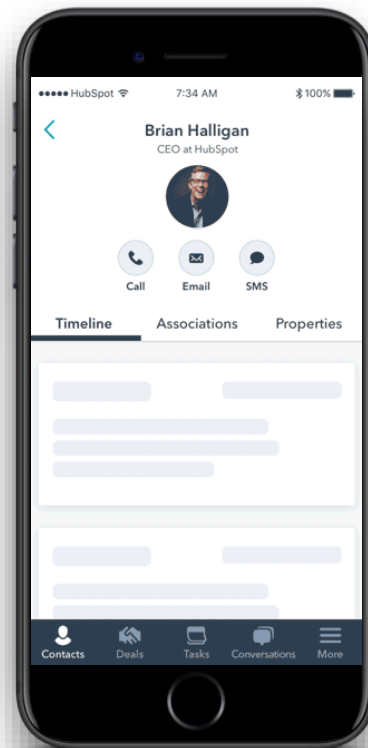 HubSpot 7:34 AM 100%
Brian Halligan
CEO at HubSpot
Call Email SMS
Timeline Associations Properties
Contacts Deals Tasks Conversations More